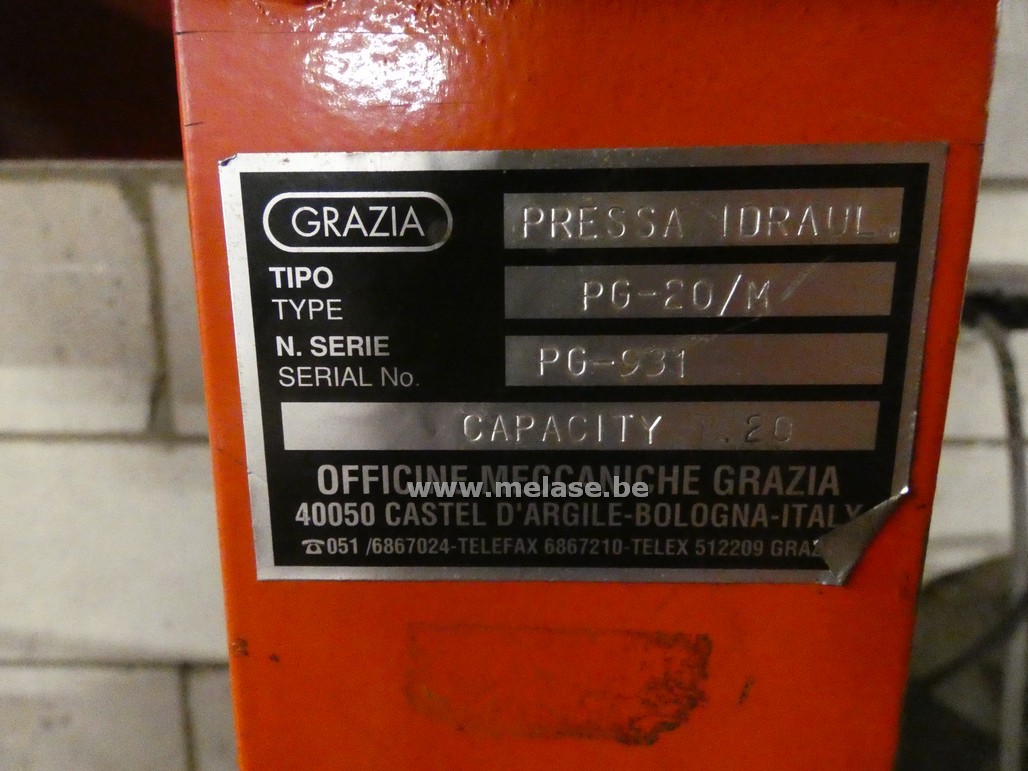 GRAZIA
PRESSA IDRAUL.
TIPO
TYPE
PG-20/M
N. SERIE
SERIAL No.
PG-931
CAPACITY T.20
OFFICINE MECCANICHE GRAZIA
www.melase.be
40050 CASTEL D'ARGILE-BOLOGNA-ITALY
☎051 /6867024-TELEFAX 6867210-TELEX 512209